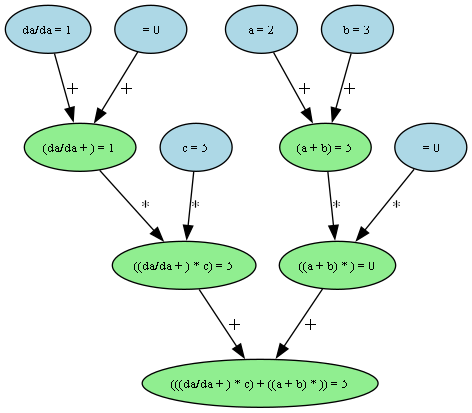 da/da = 1
= 0
a = 2
b = 3
+
+
+
+
(da/da + ) = 1
c = 5
(a + b) = 5
= 0
*
*
*
*
((da/da + ) * c) = 5
((a + b) * ) = 0
+
+
(((da/da + ) * c) + ((a + b) * )) = 5